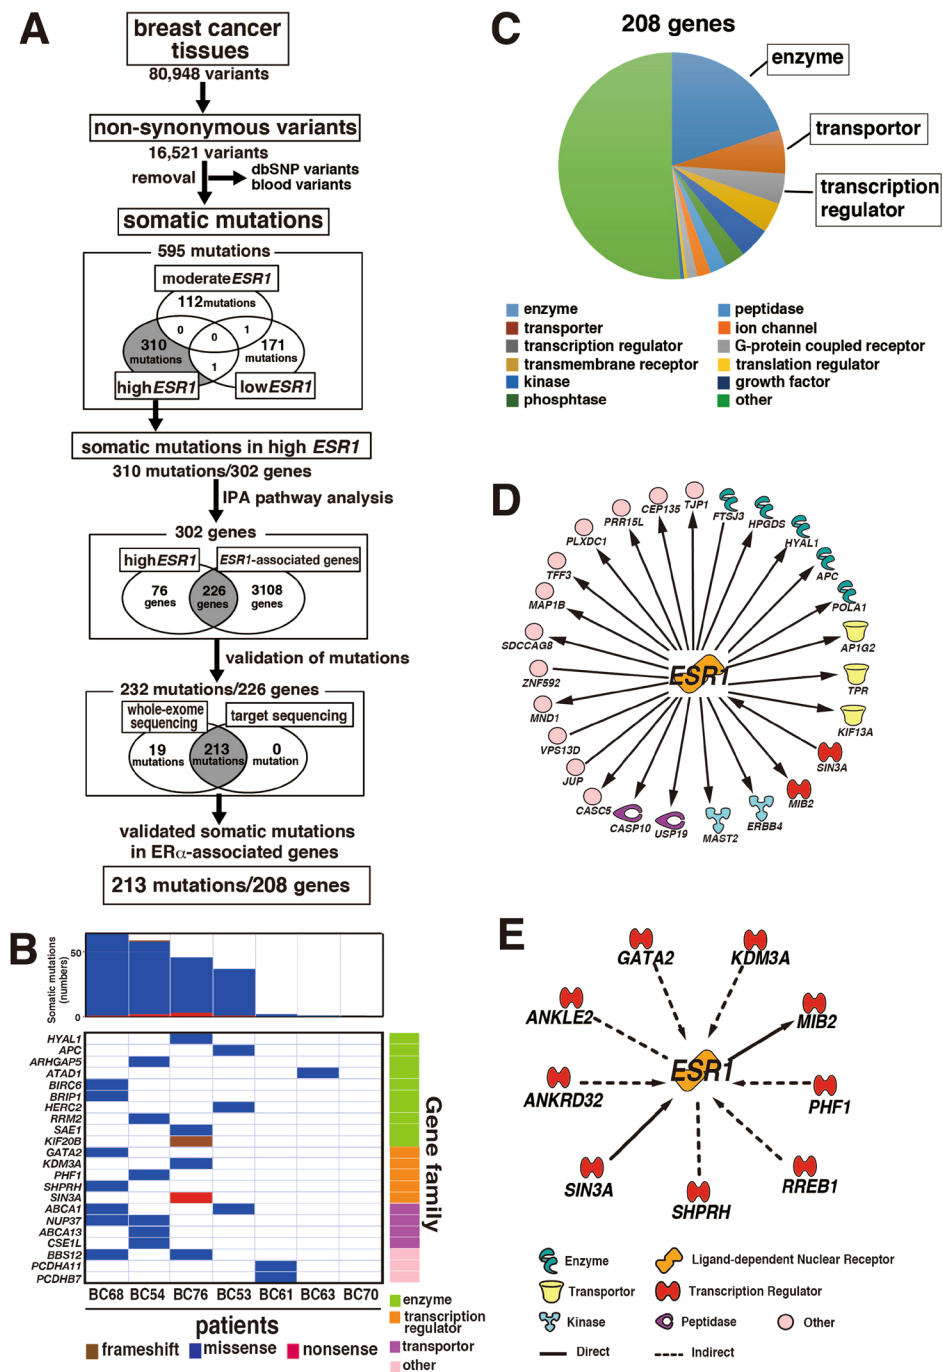 A
breast cancer
tissues
80,948 variants
non-synonymous variants
16,521 variants
removal
dbSNP variants
blood variants
somatic mutations
595 mutations
moderate ESR1
112 mutations
0
0
1
310
mutations
171
mutations
1
high ESR1
low ESR1
somatic mutations in high ESR1
310 mutations/302 genes
IPA pathway analysis
302 genes
high ESR1
ESR1-associated genes
76
genes
226
genes
3108
genes
validation of mutations
232 mutations/226 genes
whole-exome
sequencing
target sequencing
19
mutations
213
mutations
0
mutation
validated somatic mutations
in ERα-associated genes
213 mutations/208 genes
B
Somatic mutations
(numbers)
50
0
HYAL1
APC
ARHGAP5
ATAD1
BIRC6
BRIP1
HERC2
RRM2
SAE1
KIF20B
GATA2
KDM3A
PHF1
SHPRH
SIN3A
ABCA1
NUP37
ABCA13
CSE1L
BBS12
PCDHA11
PCDHB7
Gene family
BC68 BC54 BC76 BC53 BC61 BC63 BC70
patients
frameshift missense nonsense
enzyme
transcription
regulator
transportor
other
C
208 genes
enzyme
transportor
transcription
regulator
enzyme
transporter
transcription regulator
transmembrane receptor
kinase
phosphtase
peptidase
ion channel
G-protein coupled receptor
translation regulator
growth factor
other
D
TJP1
FTSJ3
HPGDS
HYAL1
APC
POLA1
AP1G2
TPR
KIF13A
SIN3A
MIB2
ERBB4
MAST2
USP19
CASP10
CASC5
JUP
VPS13D
MND1
ZNF592
SDCCAG8
MAP1B
TFF3
PLXDC1
PRR15L
CEP135
ESR1
E
GATA2
KDM3A
ANKLE2
MIB2
ESR1
ANKRD32
PHF1
SIN3A
SHPRH
RREB1
Enzyme
Ligand-dependent Nuclear Receptor
Transportor
Transcription Regulator
Kinase
Peptidase
Other
Direct
Indirect